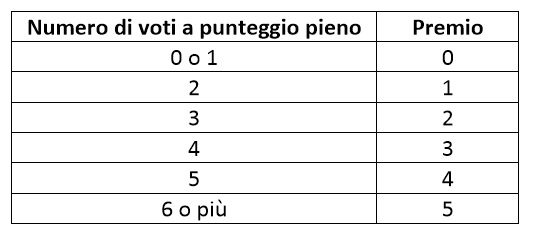 Numero di voti a punteggio pieno Premio
0 o 1 0
2 1
3 2
4 3
5 4
6 o più 5